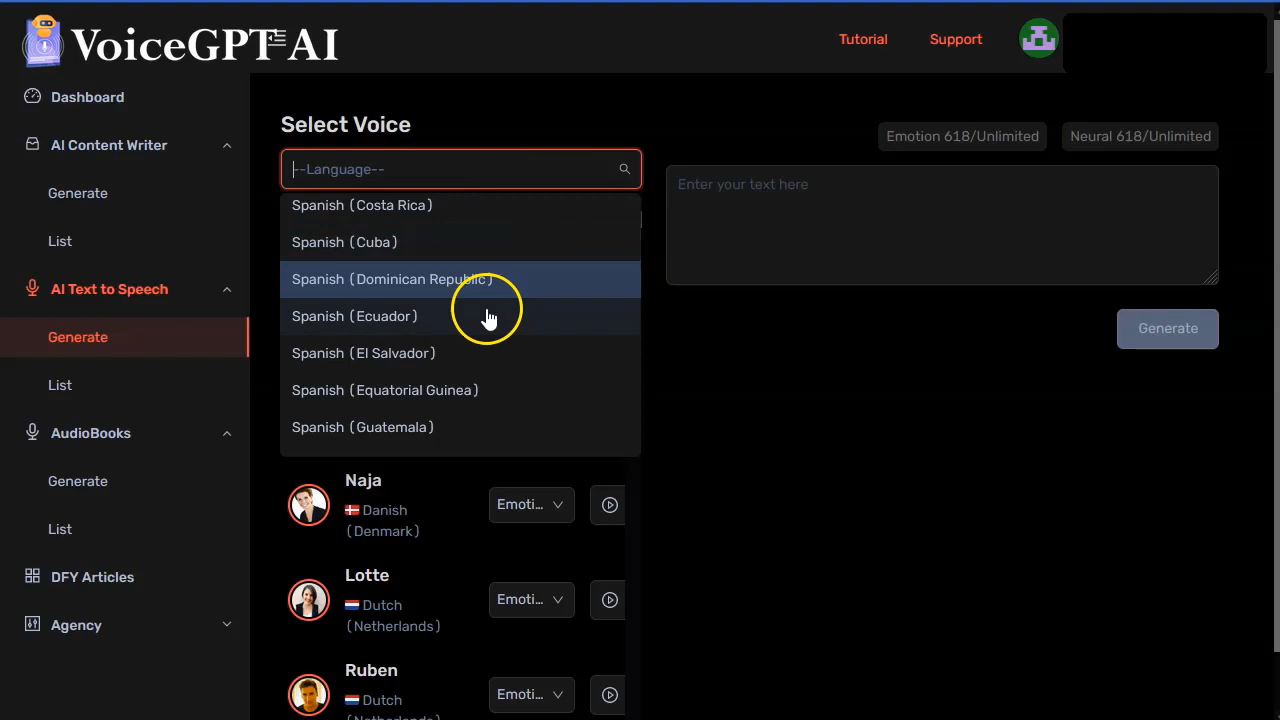 VoiceGPT AI
Tutorial
Support
Dashboard
AI Content Writer
Generate
List
AI Text to Speech
Generate
List
AudioBooks
Generate
List
DFY Articles
Agency
Select Voice
--Language--
Spanish (Costa Rica)
Spanish (Cuba)
Spanish (Dominican Republic)
Spanish (Ecuador)
Spanish (El Salvador)
Spanish (Equatorial Guinea)
Spanish (Guatemala)
Naja
Danish
(Denmark)
Emoti...
Lotte
Dutch
(Netherlands)
Emoti...
Ruben
Dutch
(Netherlands)
Emoti...
Emotion 618/Unlimited
Neural 618/Unlimited
Enter your text here
Generate